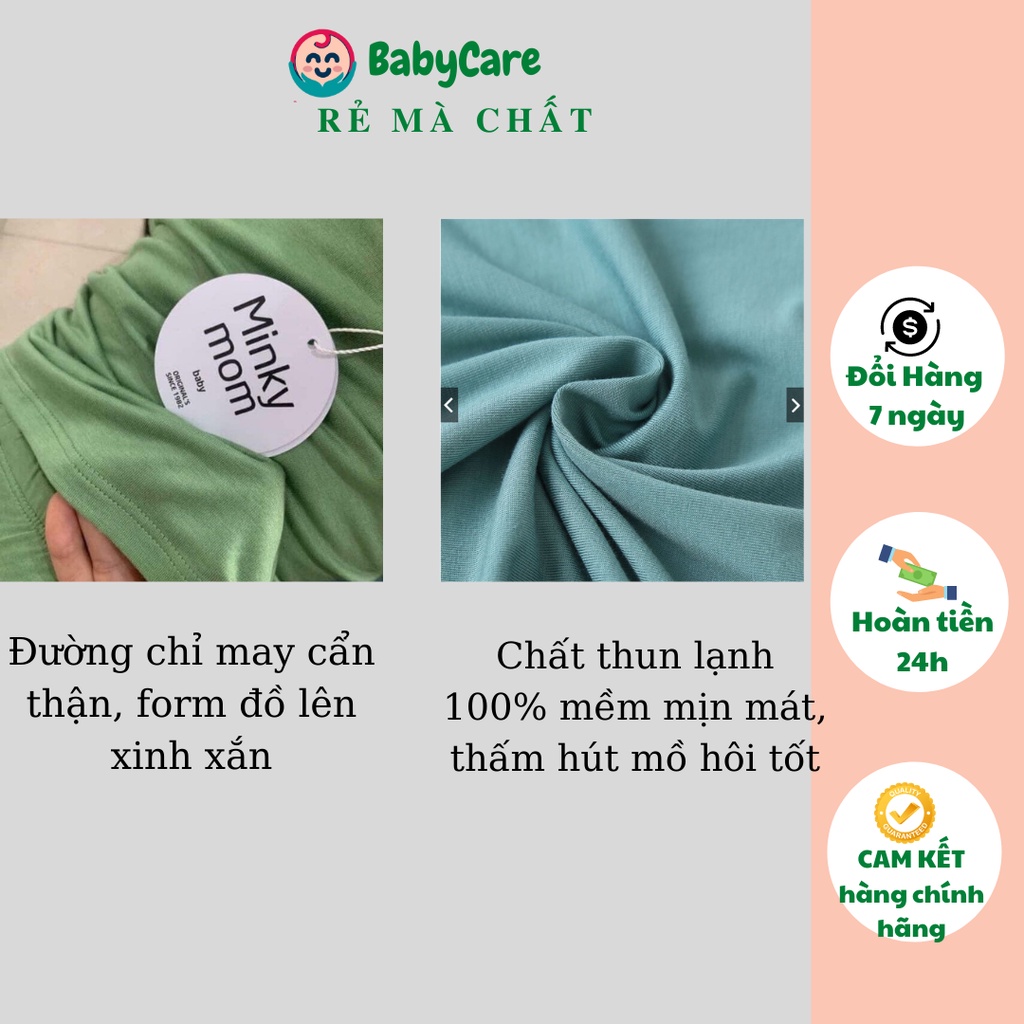 BabyCare
RẺ MÀ CHẤT
Minky
mom
baby
ORIGINAL'S
SINCE 1982
Đường chỉ may cẩn
thận, form đồ lên
xinh xắn
Chất thun lạnh
100% mềm mịn mát,
thấm hút mồ hôi tốt
$
Đổi Hàng
7 ngày
Hoàn tiền
24h
QUALITY
GUARANTEED
CAM KẾT
hàng chính
hãng